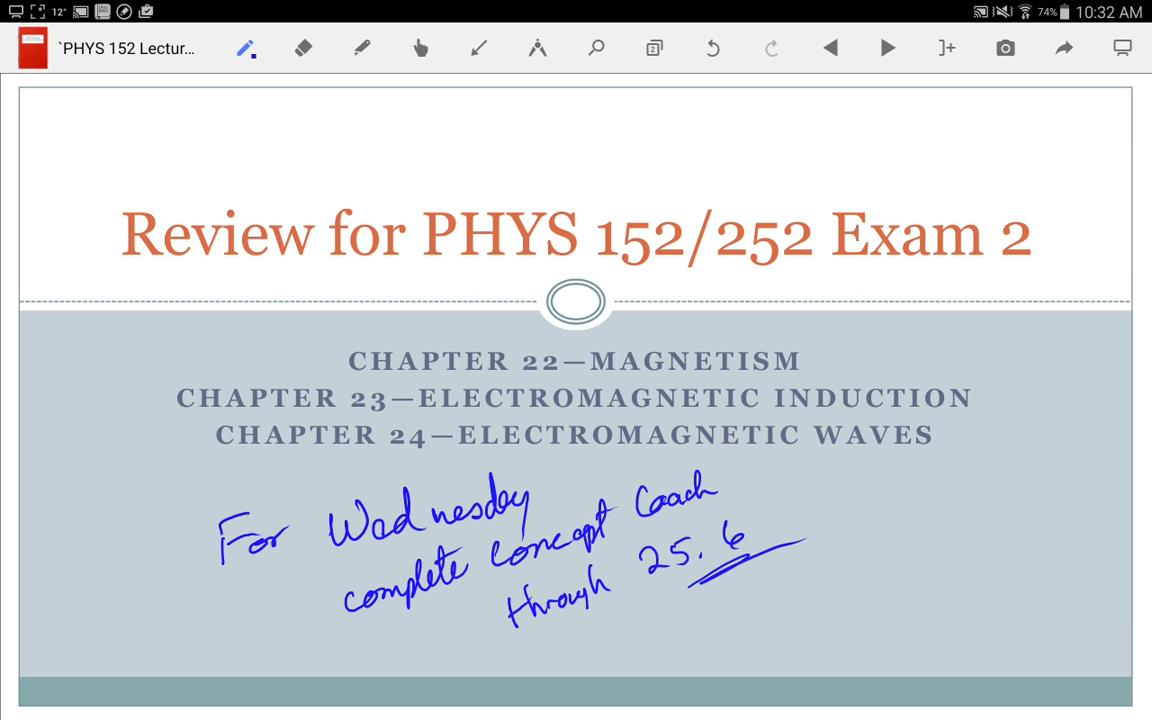 12°
74%
10:32 AM
`PHYS 152 Lectur...
2
Review for PHYS 152/252 Exam 2
CHAPTER 22—MAGNETISM
CHAPTER 23—ELECTROMAGNETIC INDUCTION
CHAPTER 24—ELECTROMAGNETIC WAVES
For Wednesday
complete Concept Coach
through 25.6